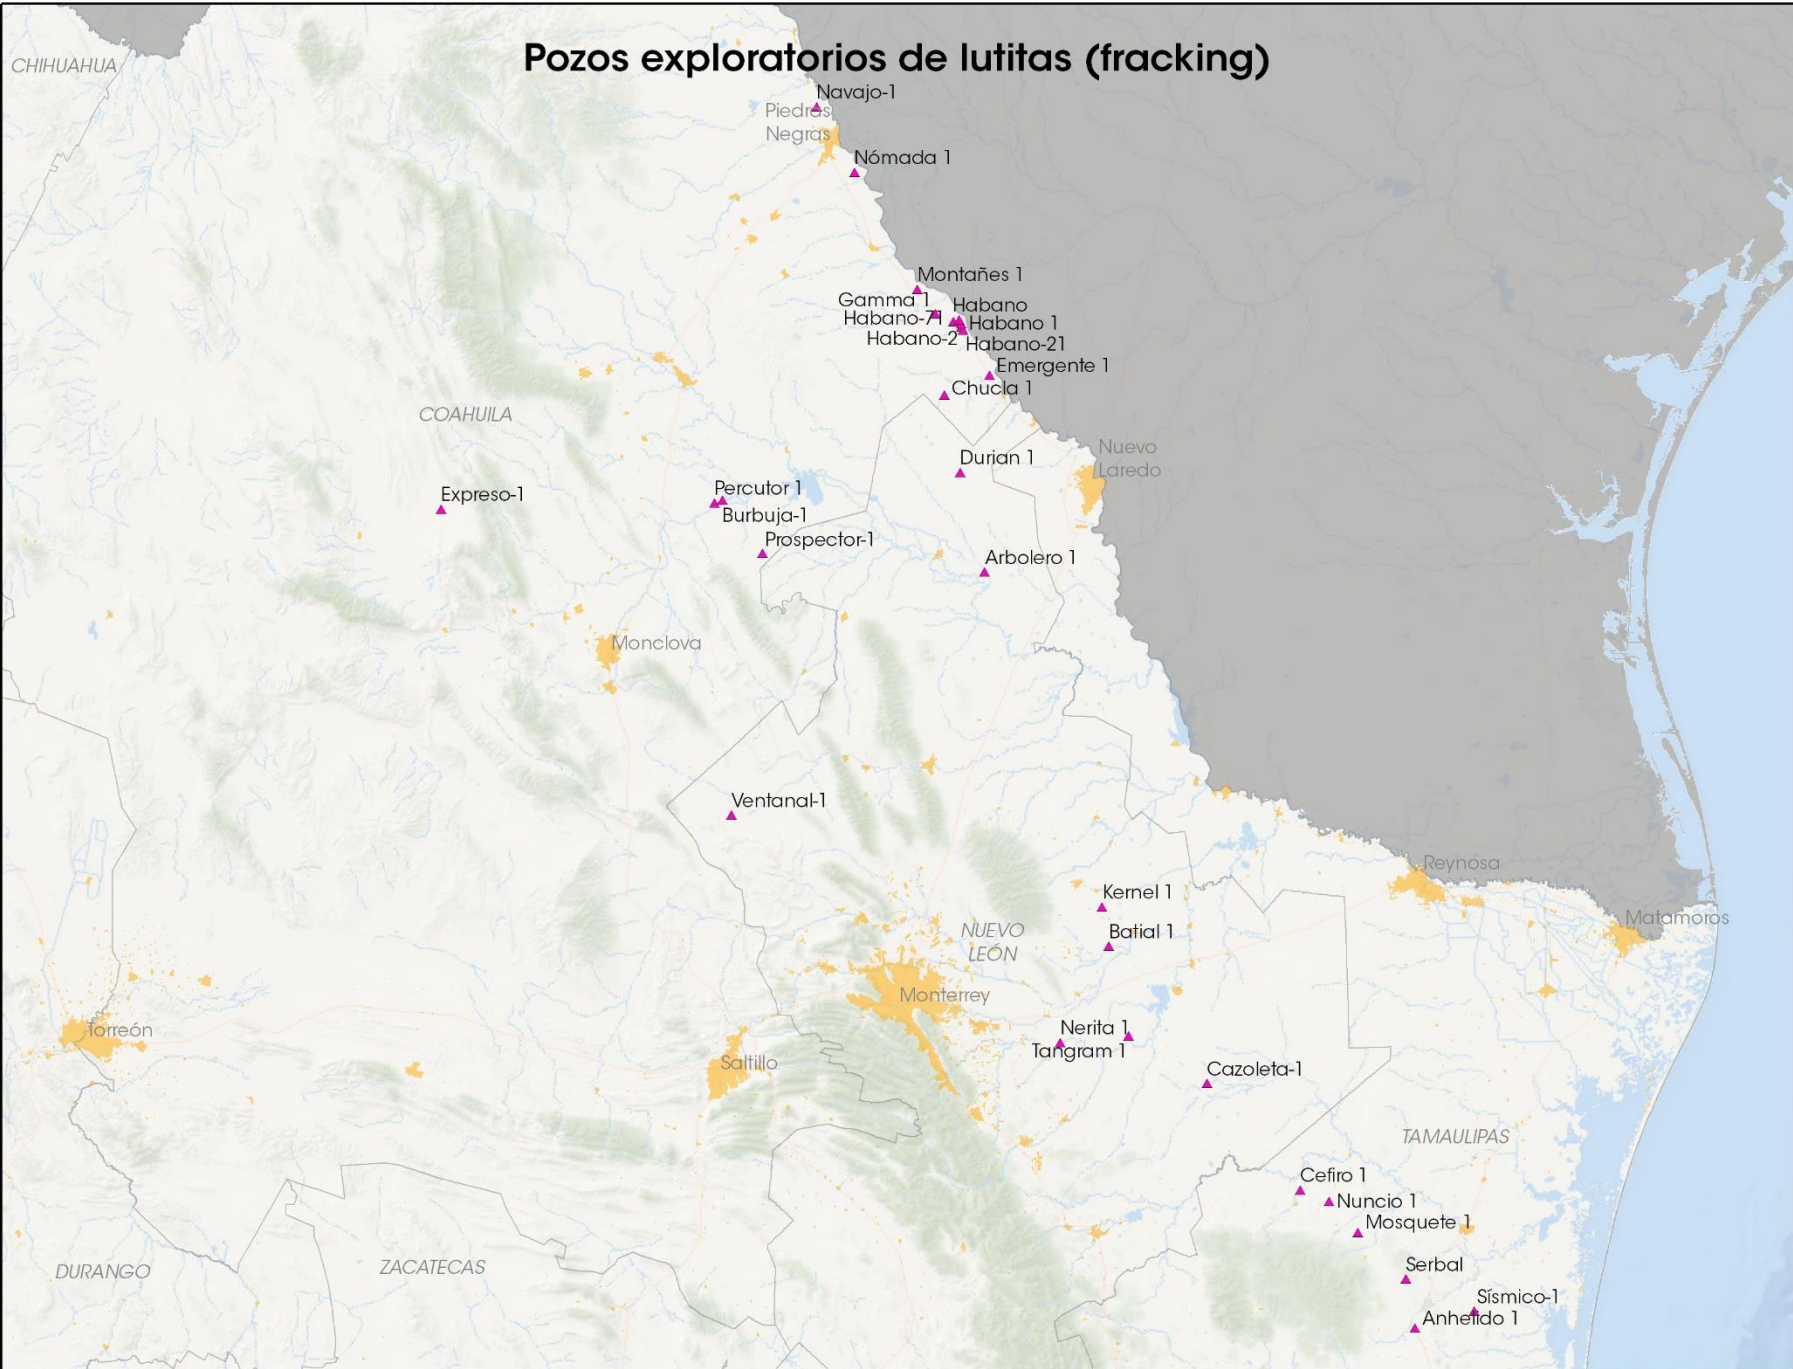 Pozos exploratorios de lutitas (fracking)
CHIHUAHUA
Navajo-1
Piedras
Negras
Nómada 1
Montañes 1
Gamma 1
Habano
Habano-71
Habano 1
Habano-2
Habano-21
Emergente 1
Chucla 1
COAHUILA
Nuevo
Laredo
Durian 1
Percutor 1
Expreso-1
Burbuja-1
Prospector-1
Arbolero 1
Monclova
Ventanal-1
Reynosa
Kernel 1
Matamoros
NUEVO
LEÓN
Batial 1
Monterrey
Torreón
Nerita 1
Tangram 1
Saltillo
Cazoleta-1
TAMAULIPAS
Cefiro 1
Nuncio 1
Mosquete 1
DURANGO
ZACATECAS
Serbal
Sísmico-1
Anhelido 1